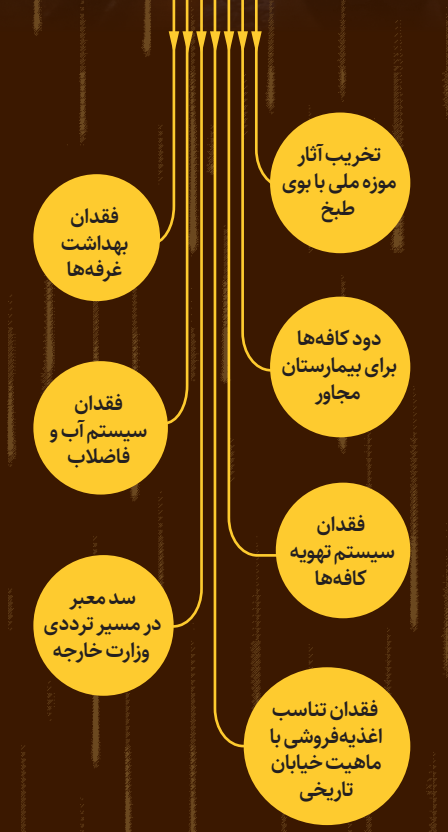 تخریب آثار
موزه ملی با بوی
طبخ
فقدان
بهداشت
غرفه‌ها
دود کافه‌ها
برای بیمارستان
مجاور
فقدان
سیستم آب و
فاضلاب
فقدان
سیستم تهویه
کافه‌ها
سد معبر
در مسیر ترددی
وزارت خارجه
فقدان تناسب
اغذیه‌فروشی با
ماهیت خیابان
تاریخی